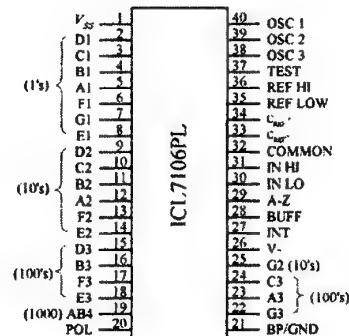 V_SS 1
D1 2
C1 3
B1 4
(1's) A1 5
F1 6
G1 7
E1 8
D2 9
C2 10
(10's) B2 11
A2 12
F2 13
E2 14
D3 15
(100's) B3 16
F3 17
E3 18
(1000) AB4 19
POL 20
ICL7106PL
40 OSC 1
39 OSC 2
38 OSC 3
37 TEST
36 REF HI
35 REF LOW
34
33
32 COMMON
31 IN HI
30 IN LO
29 A-Z
28 BUFF
27 INT
26 V-
25 G2 (10's)
24 C3
23 A3 (100's)
22 G3
21 BP/GND